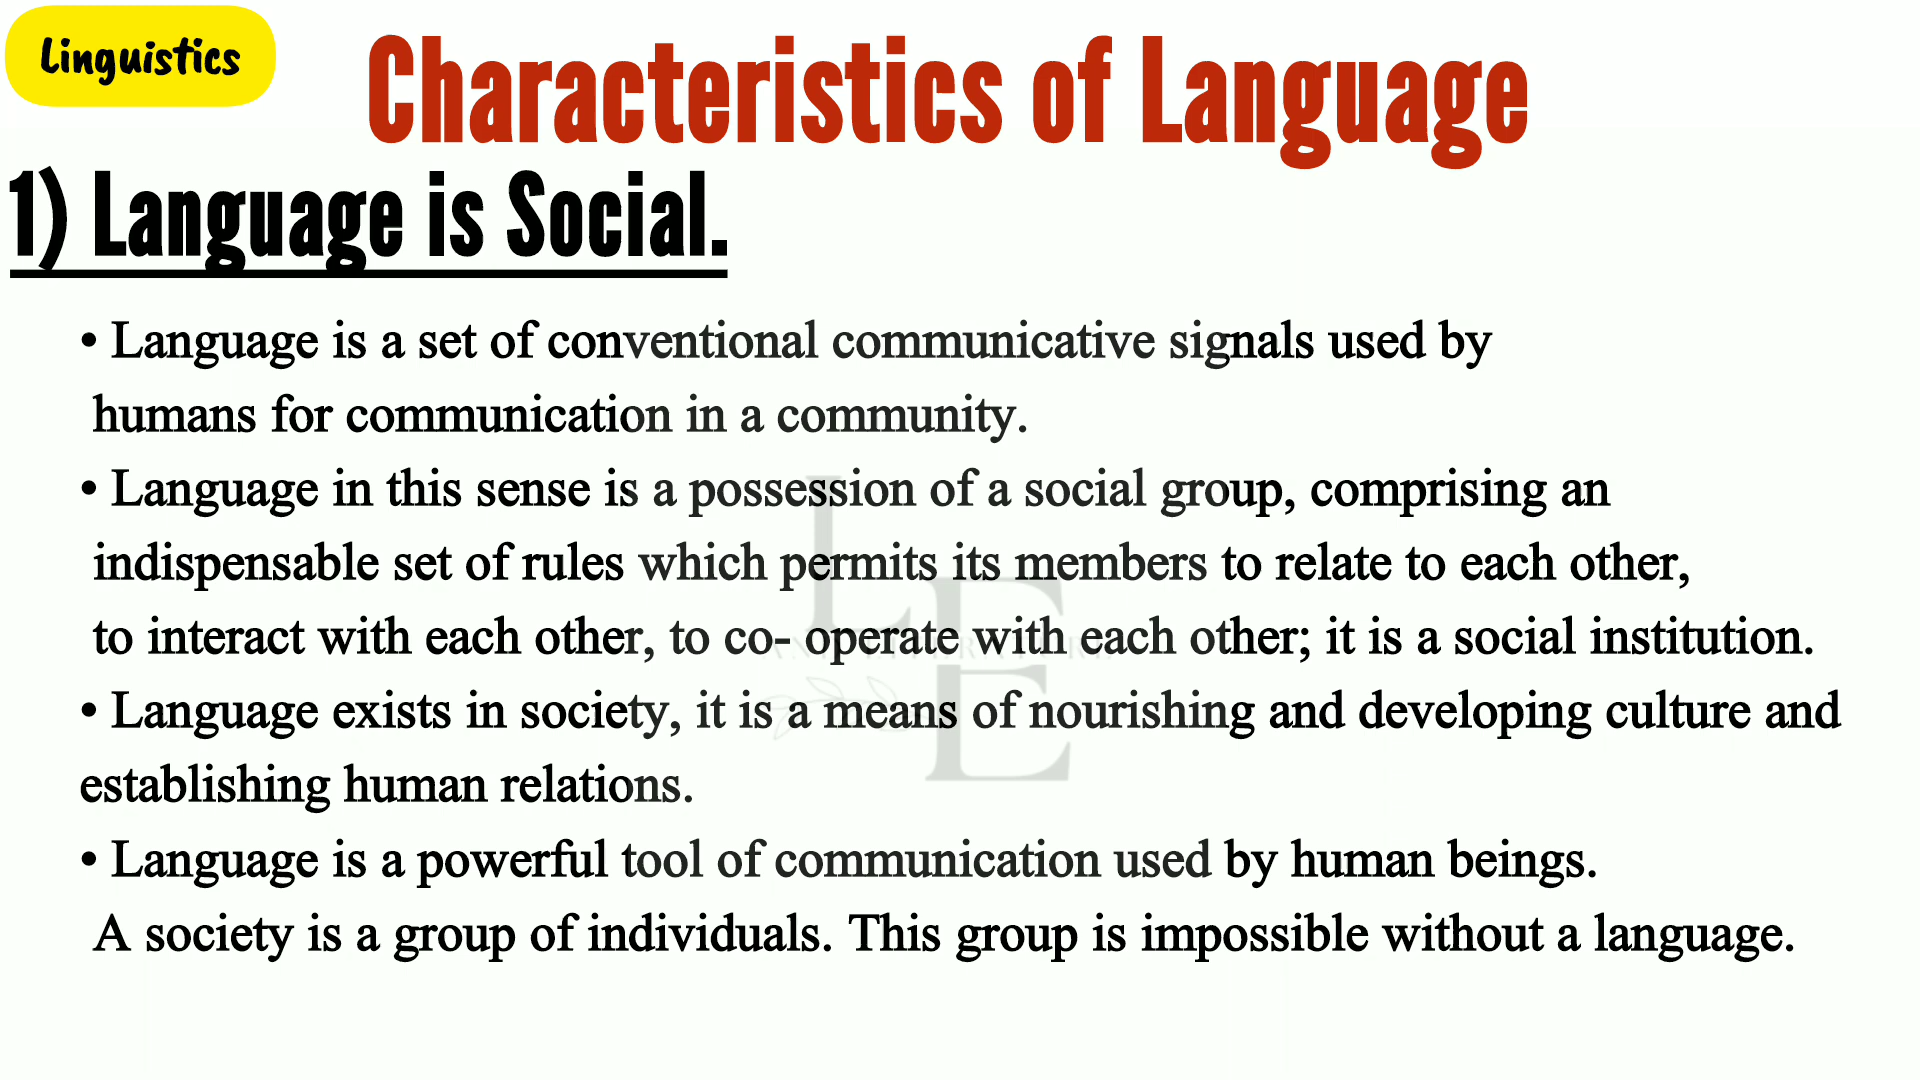 Linguistics
Characteristics of Language
1) Language is Social.
• Language is a set of conventional communicative signals used by
humans for communication in a community.
• Language in this sense is a possession of a social group, comprising an
indispensable set of rules which permits its members to relate to each other,
to interact with each other, to co- operate with each other; it is a social institution.
• Language exists in society, it is a means of nourishing and developing culture and
establishing human relations.
• Language is a powerful tool of communication used by human beings.
A society is a group of individuals. This group is impossible without a language.
L
E